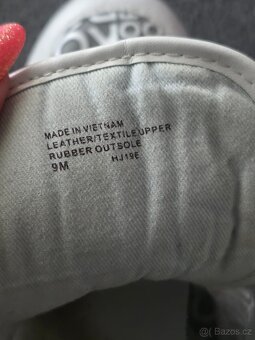 MADE IN VIETNAM
LEATHER/TEXTILE UPPER
RUBBER OUTSOLE
9M HJ19E
© Bazos.cz